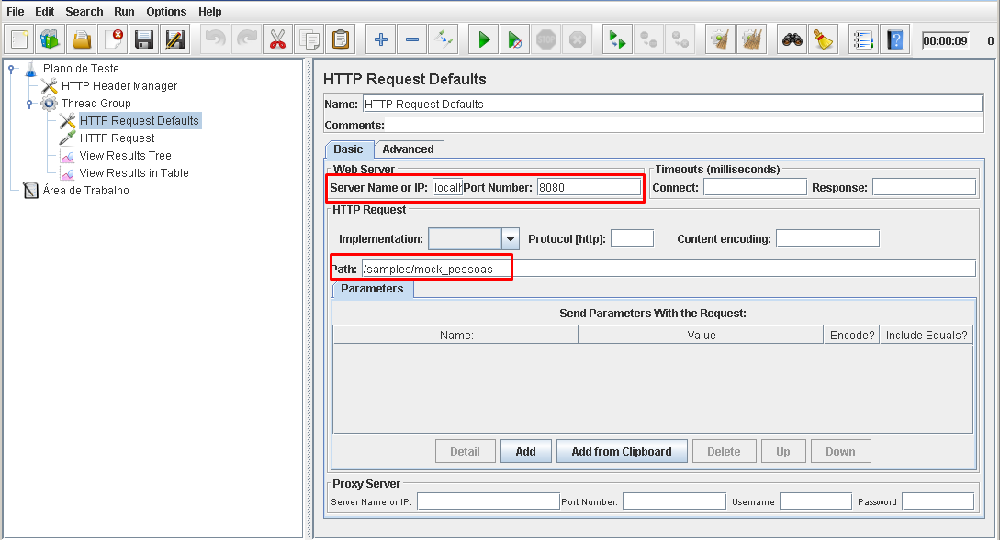 File Edit Search Run Options Help
STOP
00:00:09 0
Plano de Teste
HTTP Header Manager
Thread Group
HTTP Request Defaults
HTTP Request
View Results Tree
View Results in Table
Área de Trabalho
HTTP Request Defaults
Name: HTTP Request Defaults
Comments:
Basic Advanced
Web Server Timeouts (milliseconds)
Server Name or IP: localh Port Number: 8080 Connect: Response:
HTTP Request
Implementation: Protocol [http]: Content encoding:
Path: /samples/mock_pessoas
Parameters
Send Parameters With the Request:
Name: Value Encode? Include Equals?
Detail Add Add from Clipboard Delete Up Down
Proxy Server
Server Name or IP: Port Number: Username Password